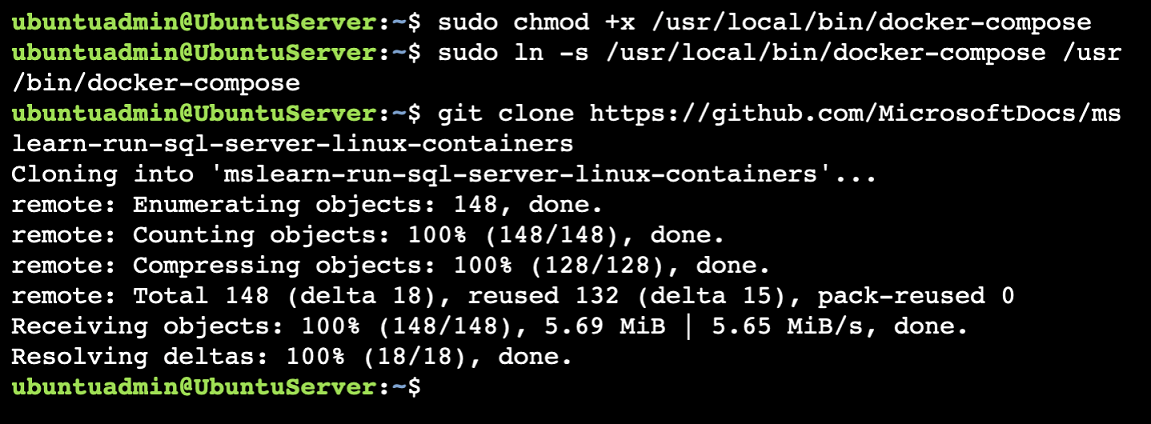 ubuntuadmin@UbuntuServer:~$ sudo chmod +x /usr/local/bin/docker-compose
ubuntuadmin@UbuntuServer:~$ sudo ln -s /usr/local/bin/docker-compose /usr
/bin/docker-compose
ubuntuadmin@UbuntuServer:~$ git clone https://github.com/MicrosoftDocs/ms
learn-run-sql-server-linux-containers
Cloning into 'mslearn-run-sql-server-linux-containers'...
remote: Enumerating objects: 148, done.
remote: Counting objects: 100% (148/148), done.
remote: Compressing objects: 100% (128/128), done.
remote: Total 148 (delta 18), reused 132 (delta 15), pack-reused 0
Receiving objects: 100% (148/148), 5.69 MiB | 5.65 MiB/s, done.
Resolving deltas: 100% (18/18), done.
ubuntuadmin@UbuntuServer:~$